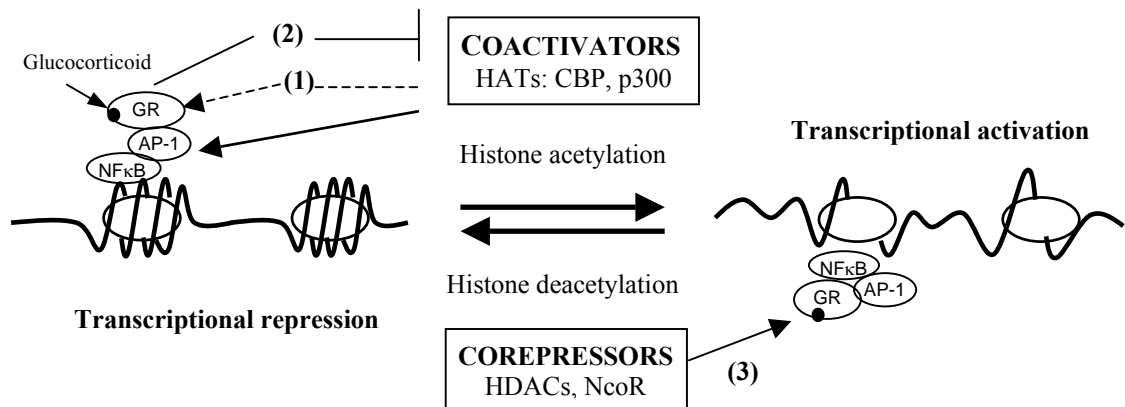 (2)
COACTIVATORS
HATs: CBP, p300
Glucocorticoid
(1)
GR
AP-1
NFκB
Transcriptional activation
Histone acetylation
Histone deacetylation
NFκB
GR
AP-1
Transcriptional repression
COREPRESSORS
HDACs, NcoR
(3)